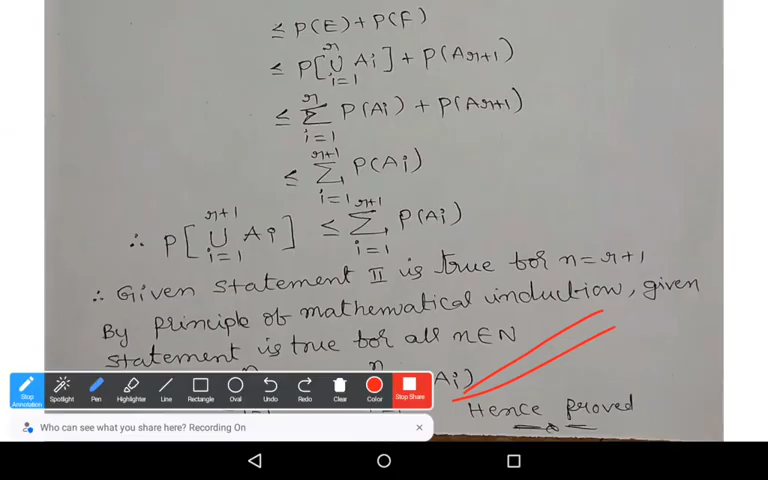 ≤ P(E) + P(F)
≤ P[ r∪i=1 Ai ] + P(Ar+1)
≤ r∑i=1 P(Ai) + P(Ar+1)
≤ r+1∑i=1 P(Ai)
∴ P[ r+1∪i=1 Ai ] ≤ r+1∑i=1 P(Ai)
∴ Given statement II is true for n=r+1
By principle of mathematical induction, given
statement is true for all n∈N
n n Ai)
Hence proved
Stop Annotation
Spotlight
Pen
Highlighter
Line
Rectangle
Oval
Undo
Redo
Clear
Color
Stop Share
Who can see what you share here? Recording On